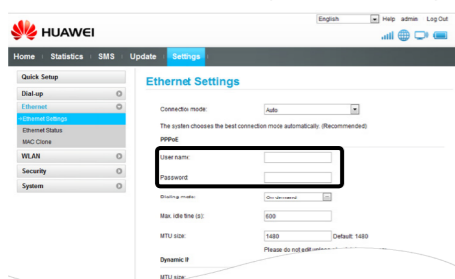 English Help admin Log Out
HUAWEI
Home Statistics SMS Update Settings
Quick Setup
Dial-up
Ethernet
Ethernet Settings
Ethernet Status
MAC Clone
WLAN
Security
System
Ethernet Settings
Connection mode: Auto
The system chooses the best connection mode automatically. (Recommended)
PPPoE
User name:
Password:
Dialing mode: On demand
Max. idle time (s): 600
MTU size: 1480 Default: 1480
Please do not edit
Dynamic IP
MTU size: